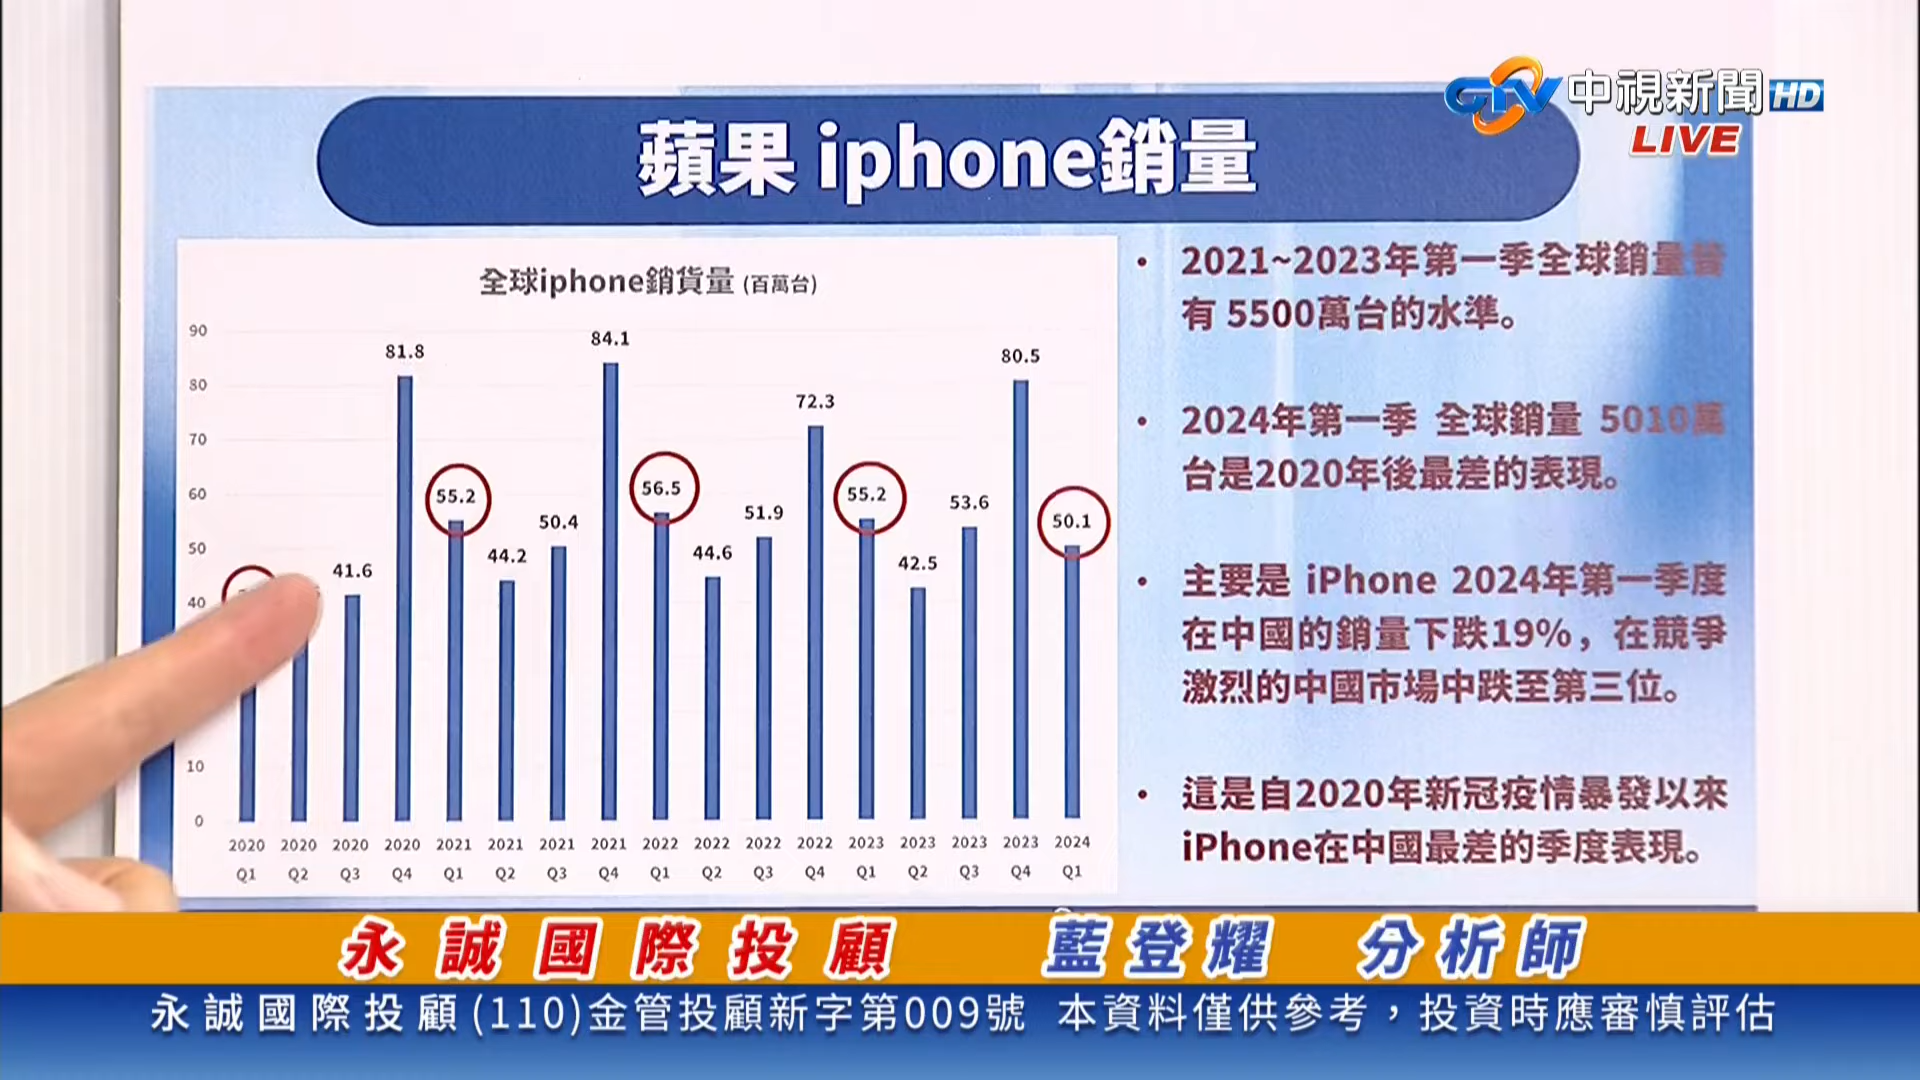 CTV 中視新聞 HD
LIVE
蘋果 iphone銷量
全球iphone銷貨量 (百萬台)
90
80
70
60
50
40
10
0
41.6
81.8
55.2
44.2
50.4
84.1
56.5
44.6
51.9
72.3
55.2
42.5
53.6
80.5
50.1
2020 2020 2020 2020 2021 2021 2021 2021 2022 2022 2022 2022 2023 2023 2023 2023 2024
Q1 Q2 Q3 Q4 Q1 Q2 Q3 Q4 Q1 Q2 Q3 Q4 Q1 Q2 Q3 Q4 Q1
• 2021~2023年第一季全球銷量皆
有 5500萬台的水準。
• 2024年第一季 全球銷量 5010萬
台是2020年後最差的表現。
• 主要是 iPhone 2024年第一季度
在中國的銷量下跌19%，在競爭
激烈的中國市場中跌至第三位。
• 這是自2020年新冠疫情暴發以來
iPhone在中國最差的季度表現。
永誠國際投顧 藍登耀 分析師
永誠國際投顧(110)金管投顧新字第009號 本資料僅供參考，投資時應審慎評估